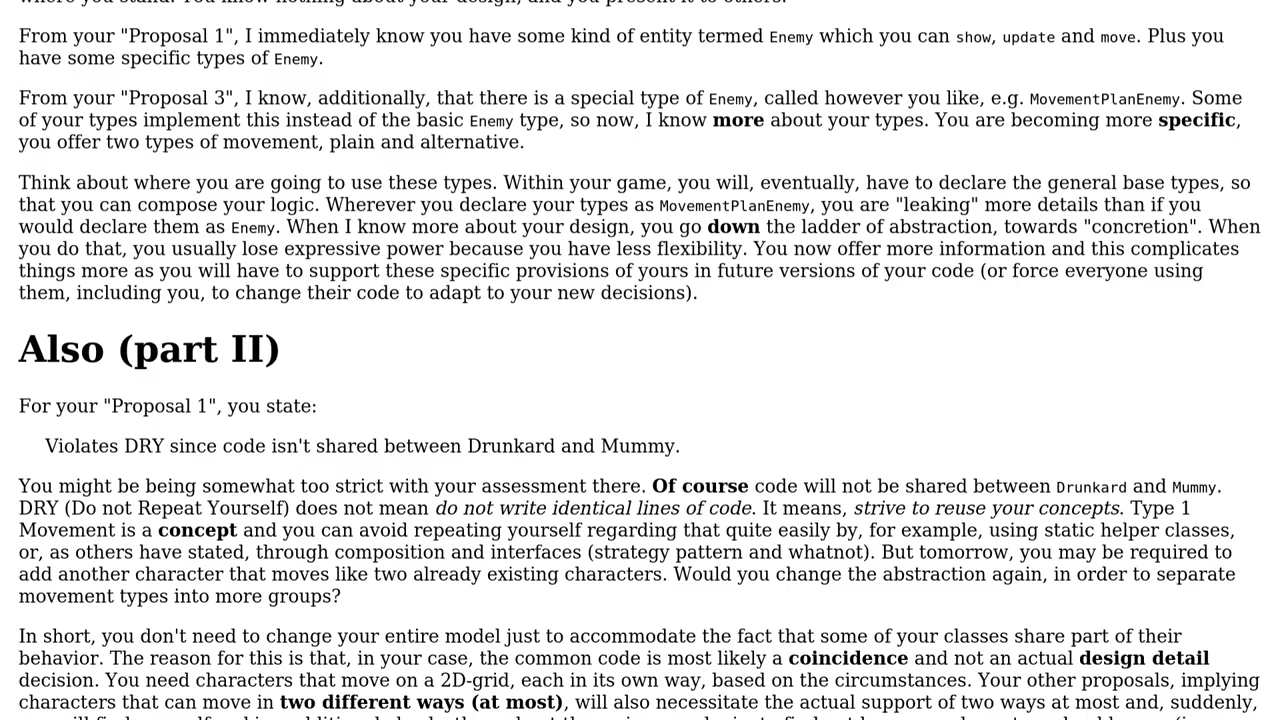 where you stand. You know nothing about your design, and you present it to others.
From your "Proposal 1", I immediately know you have some kind of entity termed Enemy which you can show, update and move. Plus you
have some specific types of Enemy.
From your "Proposal 3", I know, additionally, that there is a special type of Enemy, called however you like, e.g. MovementPlanEnemy. Some
of your types implement this instead of the basic Enemy type, so now, I know more about your types. You are becoming more specific,
you offer two types of movement, plain and alternative.
Think about where you are going to use these types. Within your game, you will, eventually, have to declare the general base types, so
that you can compose your logic. Wherever you declare your types as MovementPlanEnemy, you are "leaking" more details than if you
would declare them as Enemy. When I know more about your design, you go down the ladder of abstraction, towards "concretion". When
you do that, you usually lose expressive power because you have less flexibility. You now offer more information and this complicates
things more as you will have to support these specific provisions of yours in future versions of your code (or force everyone using
them, including you, to change their code to adapt to your new decisions).
Also (part II)
For your "Proposal 1", you state:
Violates DRY since code isn't shared between Drunkard and Mummy.
You might be being somewhat too strict with your assessment there. Of course code will not be shared between Drunkard and Mummy.
DRY (Do not Repeat Yourself) does not mean do not write identical lines of code. It means, strive to reuse your concepts. Type 1
Movement is a concept and you can avoid repeating yourself regarding that quite easily by, for example, using static helper classes,
or, as others have stated, through composition and interfaces (strategy pattern and whatnot). But tomorrow, you may be required to
add another character that moves like two already existing characters. Would you change the abstraction again, in order to separate
movement types into more groups?
In short, you don't need to change your entire model just to accommodate the fact that some of your classes share part of their
behavior. The reason for this is that, in your case, the common code is most likely a coincidence and not an actual design detail
decision. You need characters that move on a 2D-grid, each in its own way, based on the circumstances. Your other proposals, implying
characters that can move in two different ways (at most), will also necessitate the actual support of two ways at most and, suddenly,